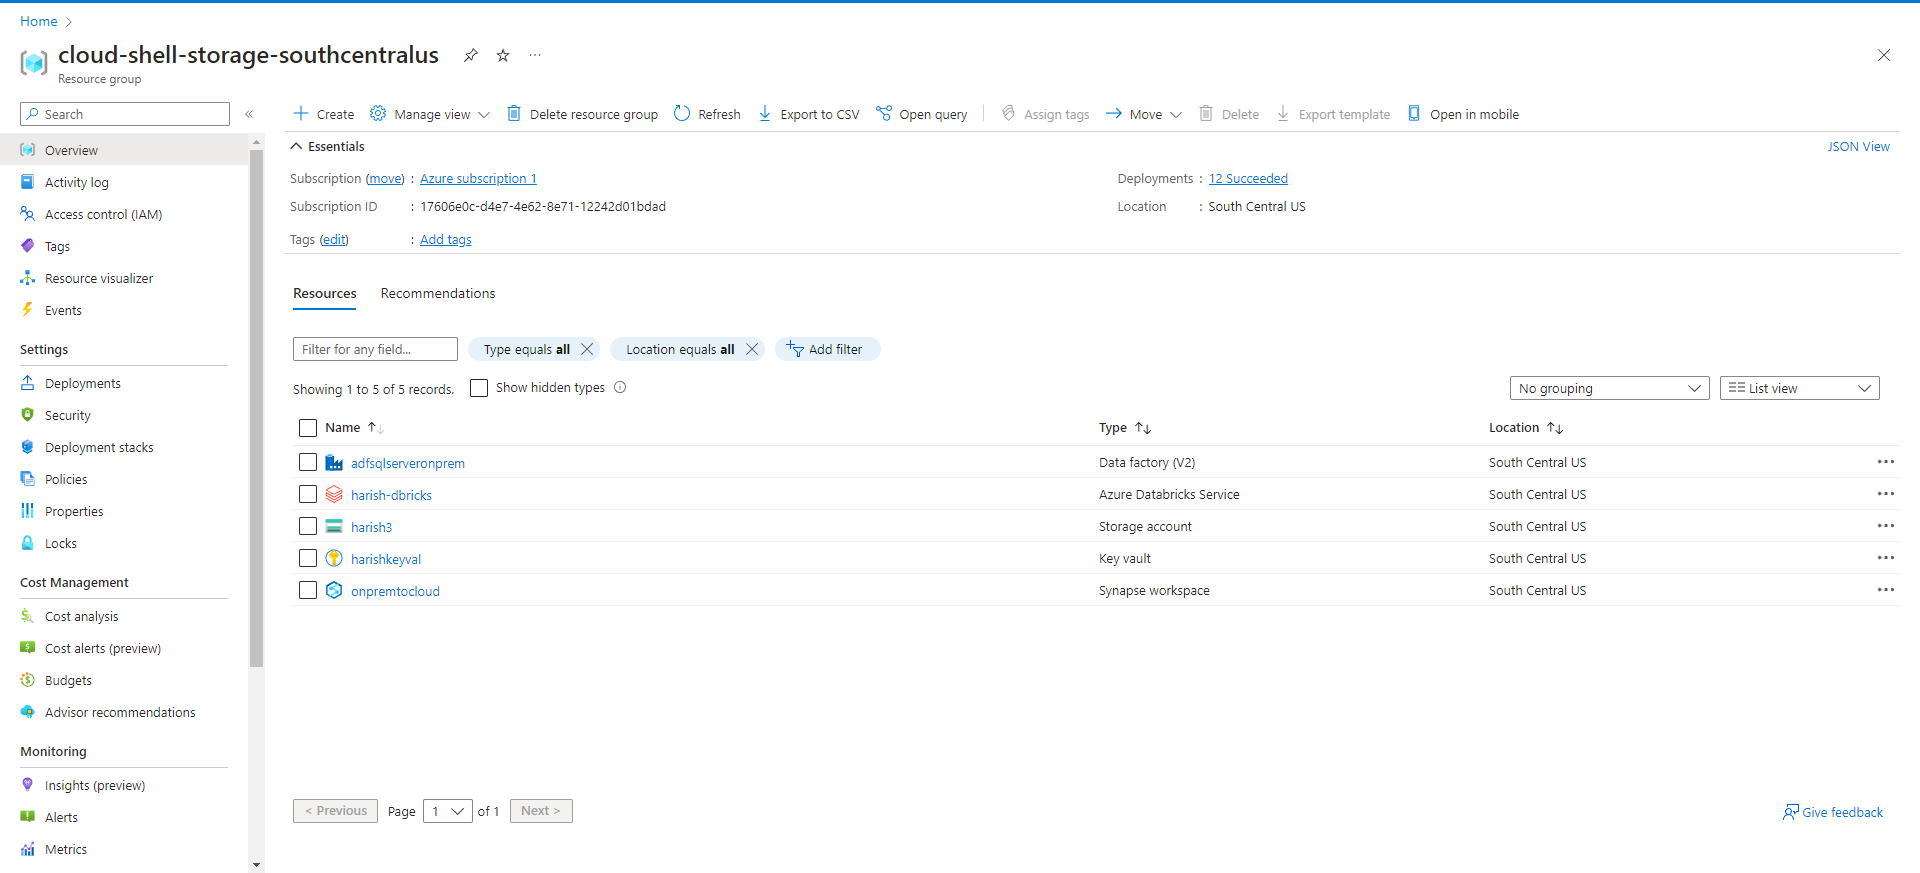 Home
cloud-shell-storage-southcentralus
Resource group
Search
Create Manage view Delete resource group Refresh Export to CSV Open query Assign tags Move Delete Export template Open in mobile
Overview
Activity log
Access control (IAM)
Tags
Resource visualizer
Events
Settings
Deployments
Security
Deployment stacks
Policies
Properties
Locks
Cost Management
Cost analysis
Cost alerts (preview)
Budgets
Advisor recommendations
Monitoring
Insights (preview)
Alerts
Metrics
Essentials JSON View
Subscription (move) : Azure subscription 1 Deployments : 12 Succeeded
Subscription ID : 17606e0c-d4e7-4e62-8e71-12242d01bdad Location : South Central US
Tags (edit) : Add tags
Resources Recommendations
Filter for any field... Type equals all Location equals all Add filter
Showing 1 to 5 of 5 records. Show hidden types No grouping List view
Name Type Location
adfsqlserveronprem Data factory (V2) South Central US
harish-dbricks Azure Databricks Service South Central US
harish3 Storage account South Central US
harishkeyval Key vault South Central US
onpremtocloud Synapse workspace South Central US
< Previous Page 1 of 1 Next > Give feedback